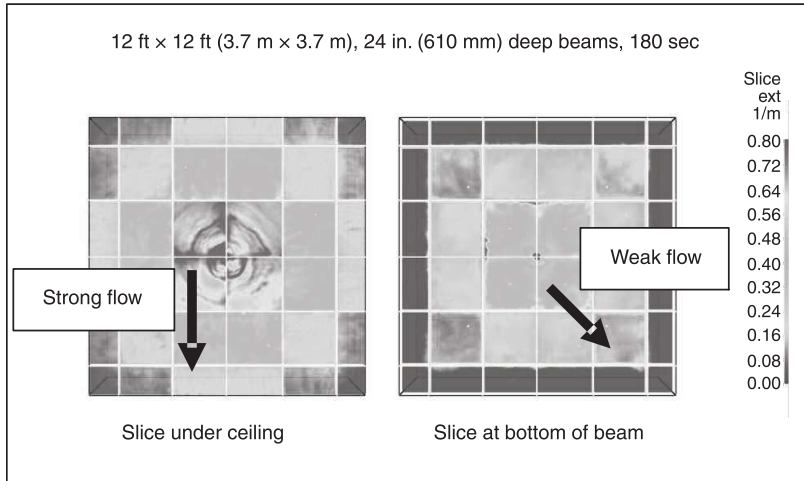 12 ft × 12 ft (3.7 m × 3.7 m), 24 in. (610 mm) deep beams, 180 sec
Slice
ext
1/m
0.80
0.72
0.64
0.56
0.48
0.40
0.32
0.24
0.16
0.08
0.00
Strong flow
Weak flow
Slice under ceiling
Slice at bottom of beam